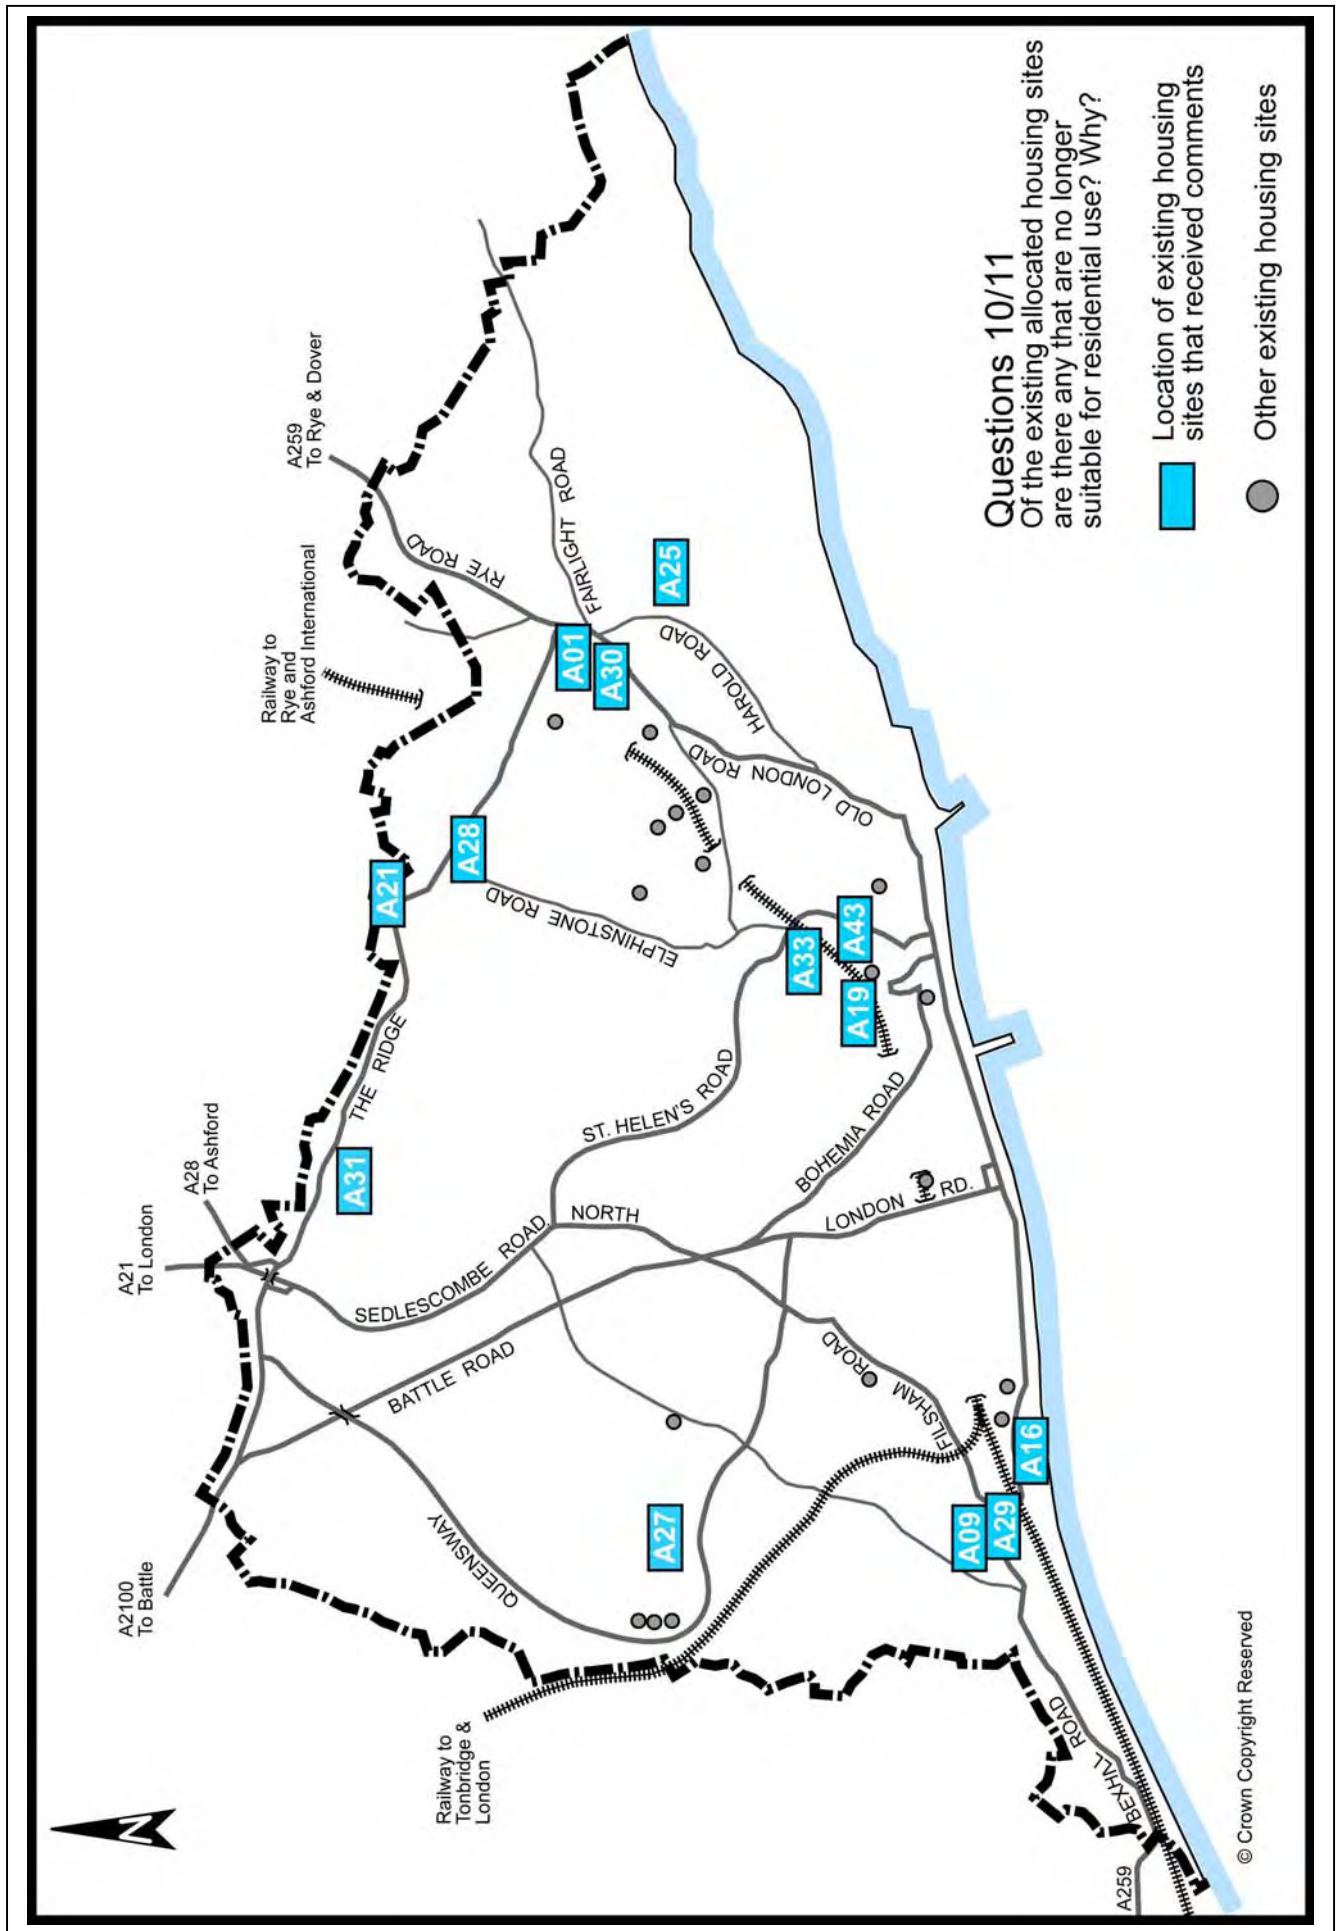 A2100
To Battle
A21
To London
A28
To Ashford
Railway to
Rye and
Ashford International
A259
To Rye & Dover
Railway to
Tonbridge &
London
N
THE RIDGE
RYE ROAD
FAIRLIGHT ROAD
HAROLD ROAD
OLD LONDON ROAD
ELPHINSTONE ROAD
ST. HELEN'S ROAD
SEDLESCOMBE ROAD.
NORTH
BATTLE ROAD
QUEENSWAY
BOHEMIA ROAD
LONDON RD.
FILSHAM ROAD
BEXHILL ROAD
A259
A31
A21
A28
A01
A30
A25
A33
A43
A19
A27
A09
A29
A16
Questions 10/11
Of the existing allocated housing sites
are there any that are no longer
suitable for residential use? Why?
Location of existing housing
sites that received comments
Other existing housing sites
© Crown Copyright Reserved